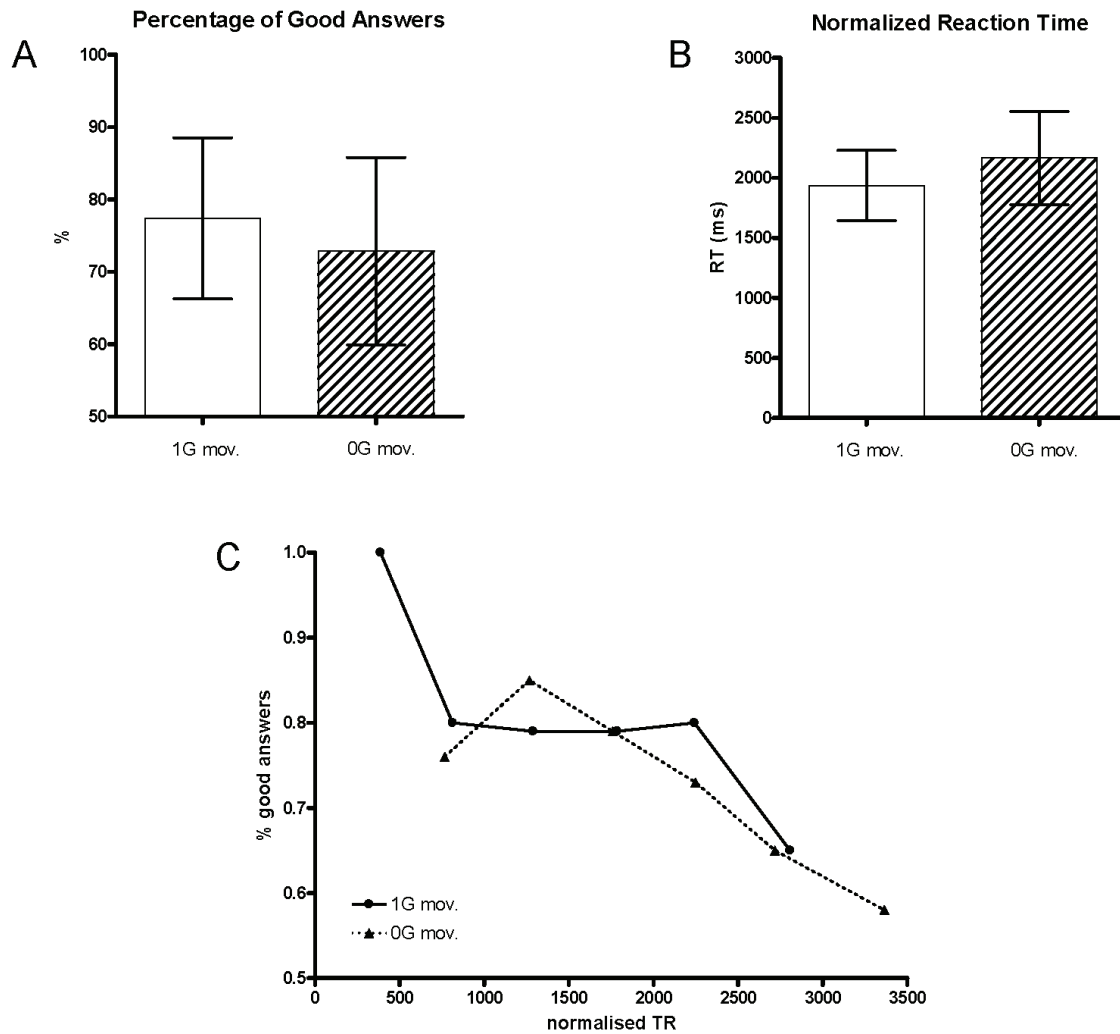 Percentage of Good Answers
A
100
90
80
70
60
50
%
1G mov.
0G mov.
Normalized Reaction Time
B
3000
2500
2000
1500
1000
500
0
RT (ms)
1G mov.
0G mov.
C
1.0
0.9
0.8
0.7
0.6
0.5
% good answers
1G mov.
0G mov.
0
500
1000
1500
2000
2500
3000
3500
normalised TR